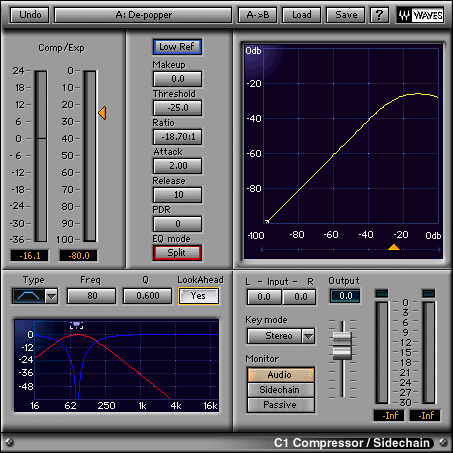 Undo A: De-popper A->B Load Save ? WAVES
Comp/Exp
24 0
18 10
12 20
6 30
0 40
6 50
-12 60
-18 70
-24 80
-30 90
-36 100
-16.1 -80.0
Low Ref
Makeup
0.0
Threshold
-25.0
Ratio
-18.70:1
Attack
2.00
Release
10
PDR
0
EQ mode
Split
0db
-20
-40
-60
-80
-100 -80 -60 -40 -20 0db
Type Freq Q LookAhead
80 0.600 Yes
0
-12
-24
-36
-48
16 62 250 1k 4k 16k
L - Input - R Output
0.0 0.0 0.0
Key mode
Stereo
Monitor
Audio
Sidechain
Passive
0
3
6
9
12
15
18
21
24
27
30
-Inf -Inf
C1 Compressor / Sidechain